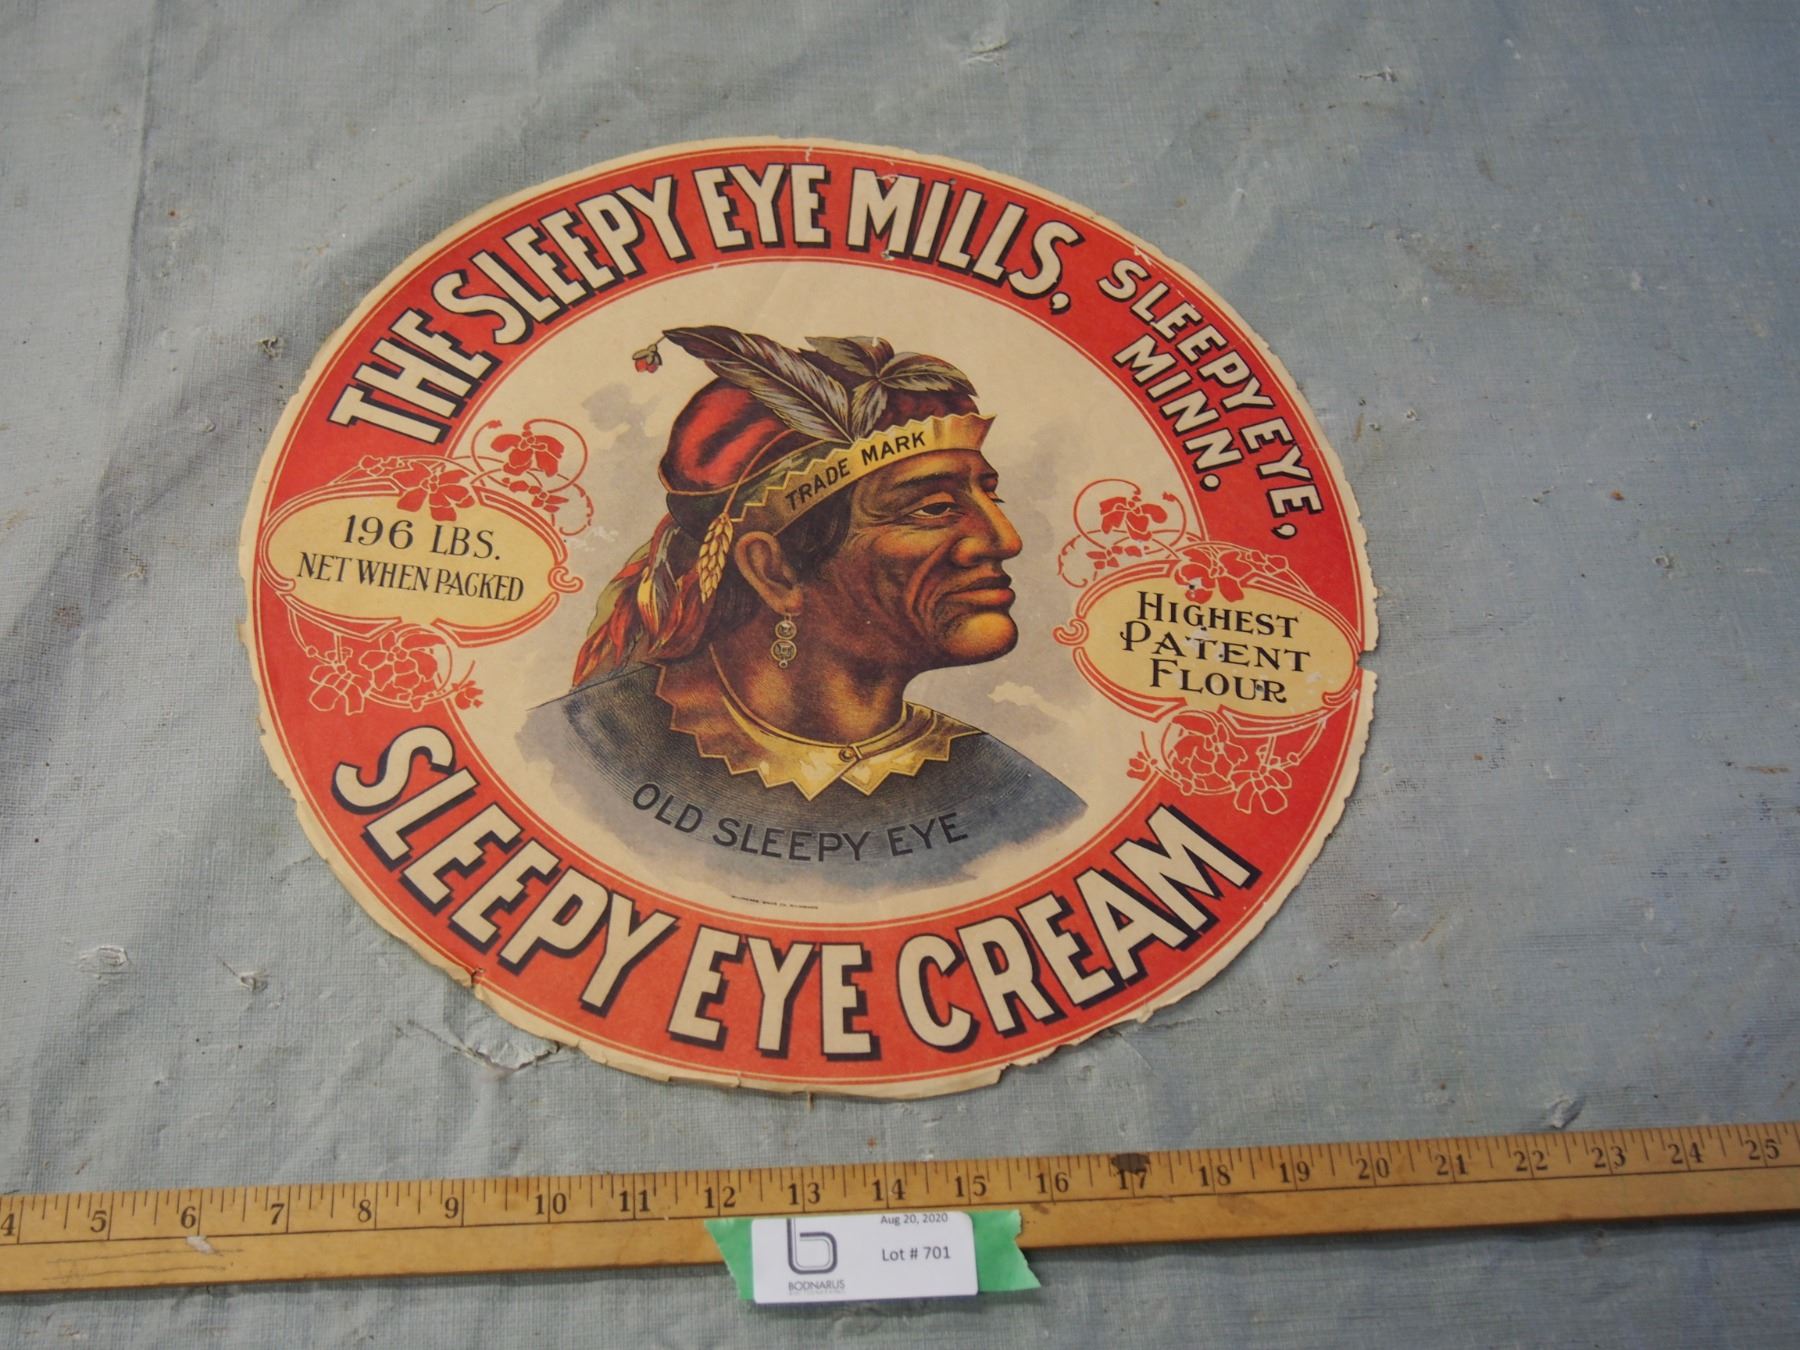 THE SLEEPY EYE MILLS,
SLEEPY EYE,
MINN.
TRADE MARK
196 LBS.
NET WHEN PACKED
HIGHEST
PATENT
FLOUR
OLD SLEEPY EYE
SLEEPY EYE CREAM
4 5 6 7 8 9 10 11 12 13 14 15 16 17 18 19 20 21 22 23 24 25
Aug 20, 2020
Lot # 701
b
BODNARUS